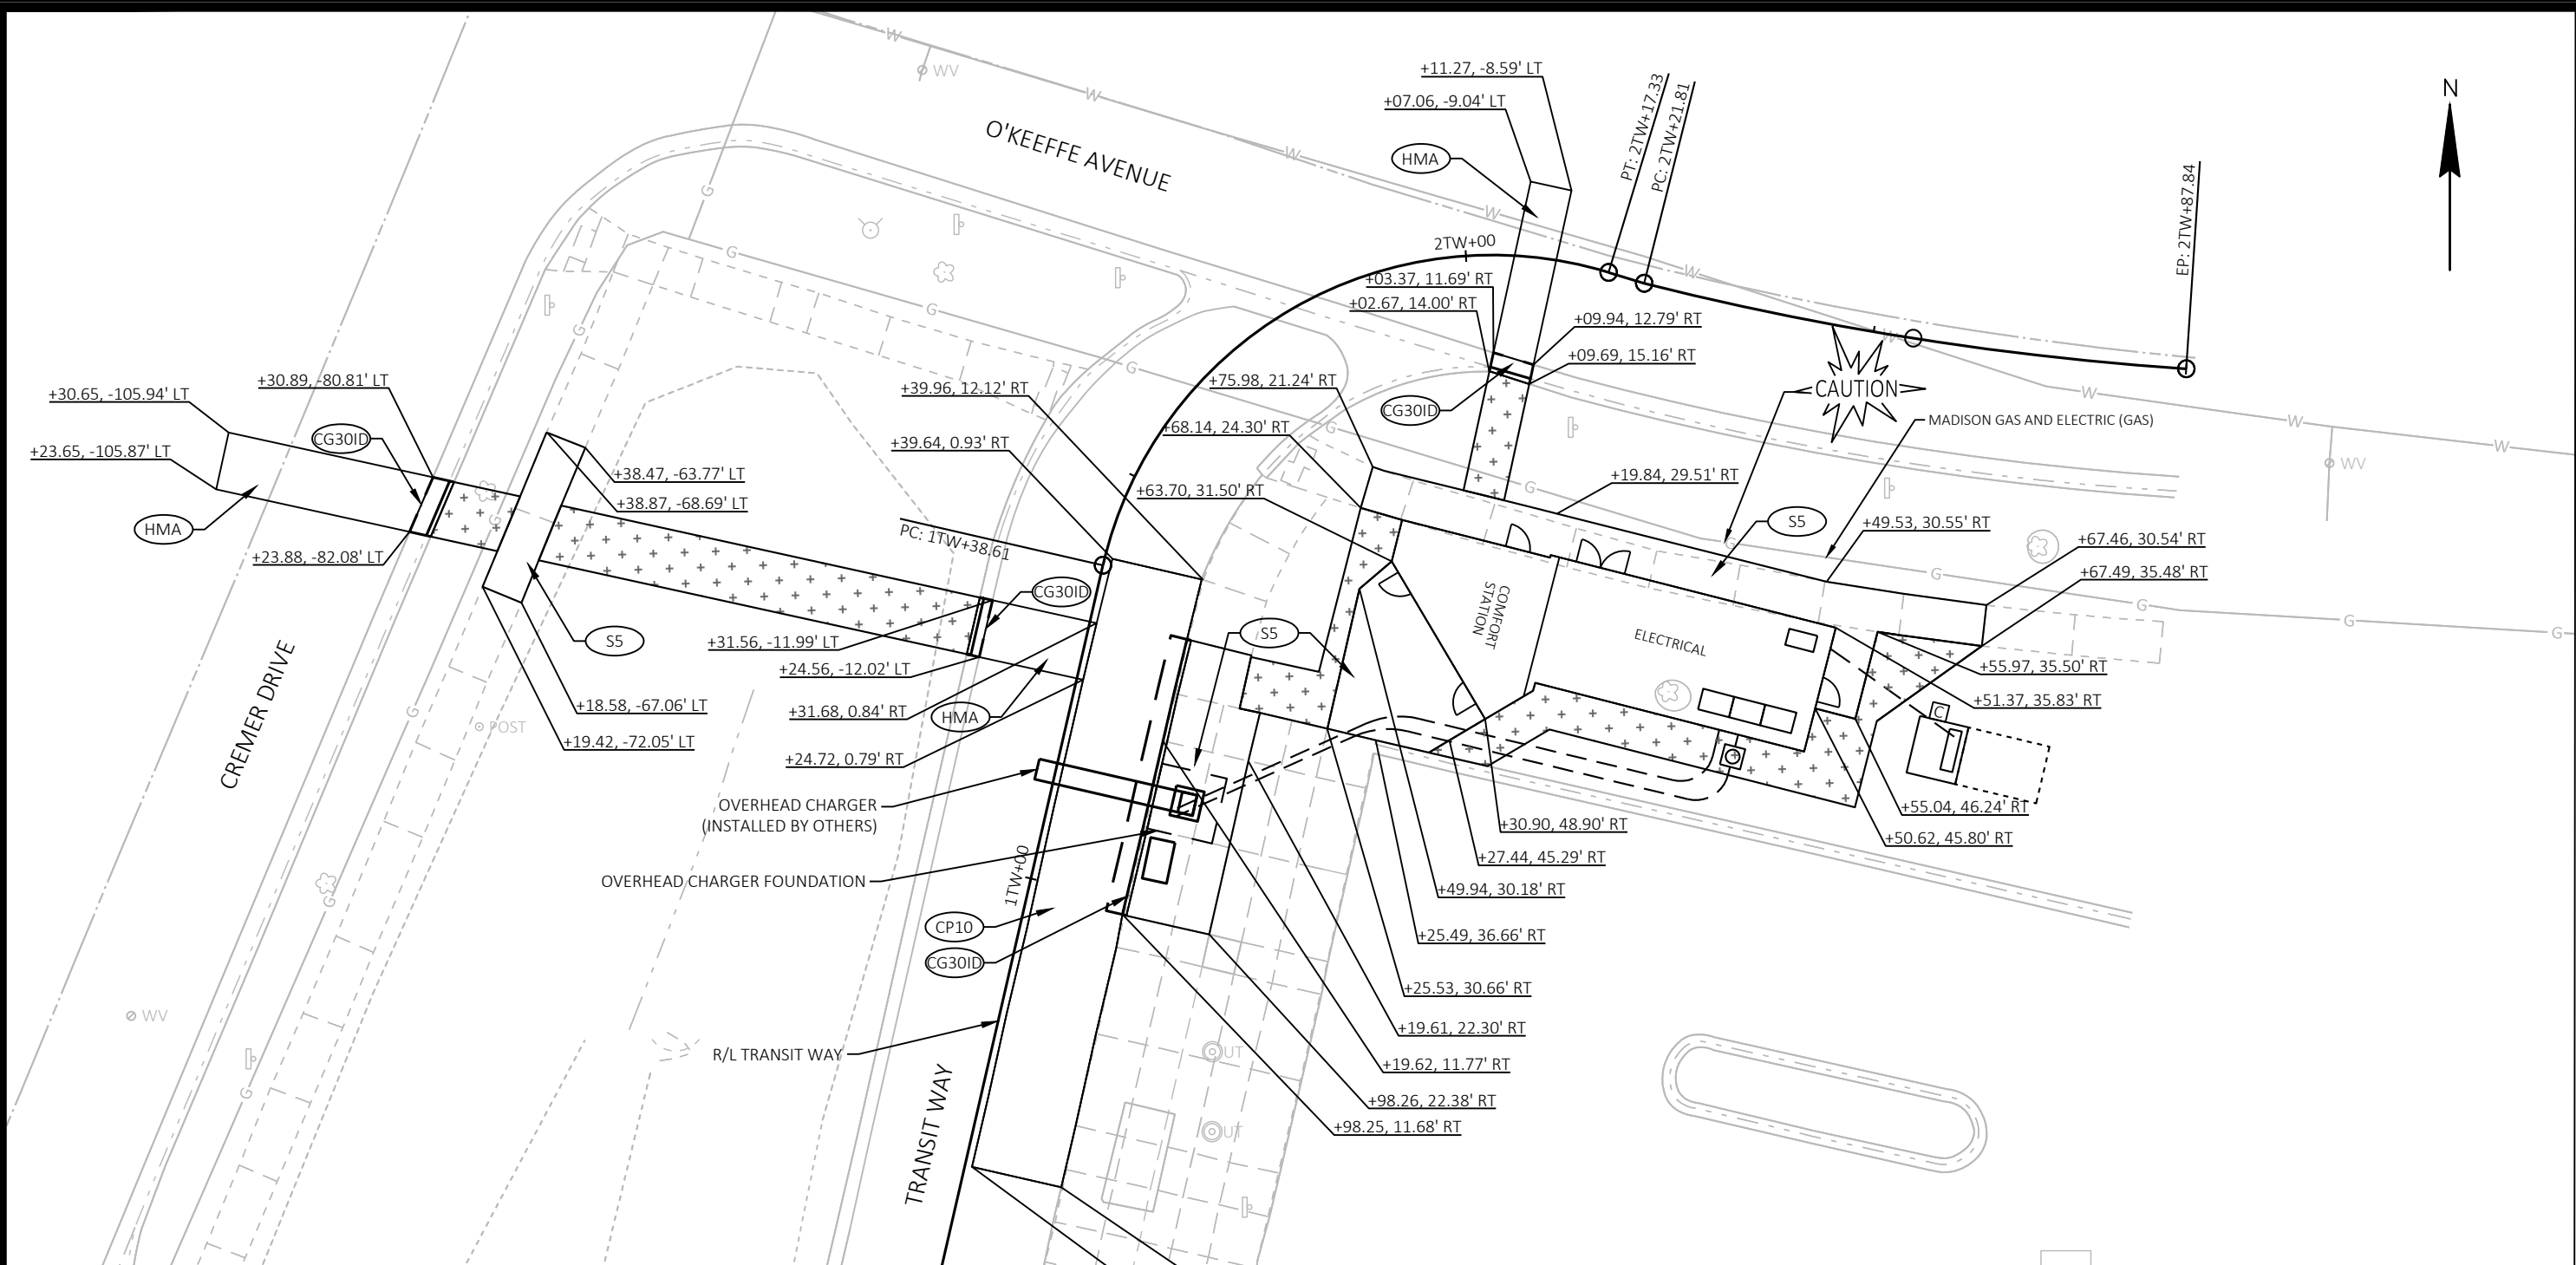 W
WV
W
O'KEEFFE AVENUE
W
+11.27, -8.59' LT
+07.06, -9.04' LT
HMA
PT: 2TW+17.33
PC: 2TW+21.81
EP: 2TW+87.84
N
G
G
W
2TW+00
W
+03.37, 11.69' RT
+02.67, 14.00' RT
+09.94, 12.79' RT
+09.69, 15.16' RT
G
G
G
W
CAUTION
W
MADISON GAS AND ELECTRIC (GAS)
W
W
WV
+30.65, -105.94' LT
+30.89, -80.81' LT
+39.96, 12.12' RT
+75.98, 21.24' RT
CG30ID
CG30ID
+23.65, -105.87' LT
+39.64, 0.93' RT
+68.14, 24.30' RT
G
+38.47, -63.77' LT
+38.87, -68.69' LT
+63.70, 31.50' RT
G
+19.84, 29.51' RT
S5
+49.53, 30.55' RT
HMA
G
PC: 1TW+38.61
G
+67.46, 30.54' RT
+23.88, -82.08' LT
G
+67.49, 35.48' RT
CG30ID
COMFORT
STATION
G
G
G
S5
+31.56, -11.99' LT
S5
ELECTRICAL
+24.56, -12.02' LT
+55.97, 35.50' RT
+18.58, -67.06' LT
+31.68, 0.84' RT
HMA
+51.37, 35.83' RT
G
POST
C
CREMER DRIVE
+19.42, -72.05' LT
+24.72, 0.79' RT
OVERHEAD CHARGER
(INSTALLED BY OTHERS)
+55.04, 46.24' RT
+30.90, 48.90' RT
+50.62, 45.80' RT
+27.44, 45.29' RT
1TW+00
OVERHEAD CHARGER FOUNDATION
+49.94, 30.18' RT
G
CP10
+25.49, 36.66' RT
CG30ID
+25.53, 30.66' RT
WV
+19.61, 22.30' RT
R/L TRANSIT WAY
UT
+19.62, 11.77' RT
G
+98.26, 22.38' RT
TRANSIT WAY
UT
+98.25, 11.68' RT